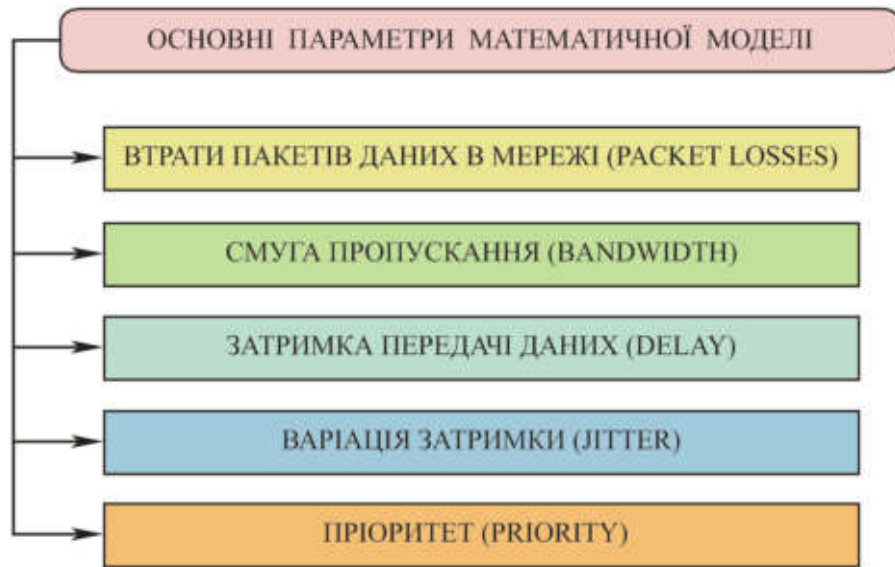 ОСНОВНІ ПАРАМЕТРИ МАТЕМАТИЧНОЇ МОДЕЛІ
ВТРАТИ ПАКЕТІВ ДАНИХ В МЕРЕЖІ (PACKET LOSSES)
СМУГА ПРОПУСКАННЯ (BANDWIDTH)
ЗАТРИМКА ПЕРЕДАЧІ ДАНИХ (DELAY)
ВАРІАЦІЯ ЗАТРИМКИ (JITTER)
ПРІОРИТЕТ (PRIORITY)